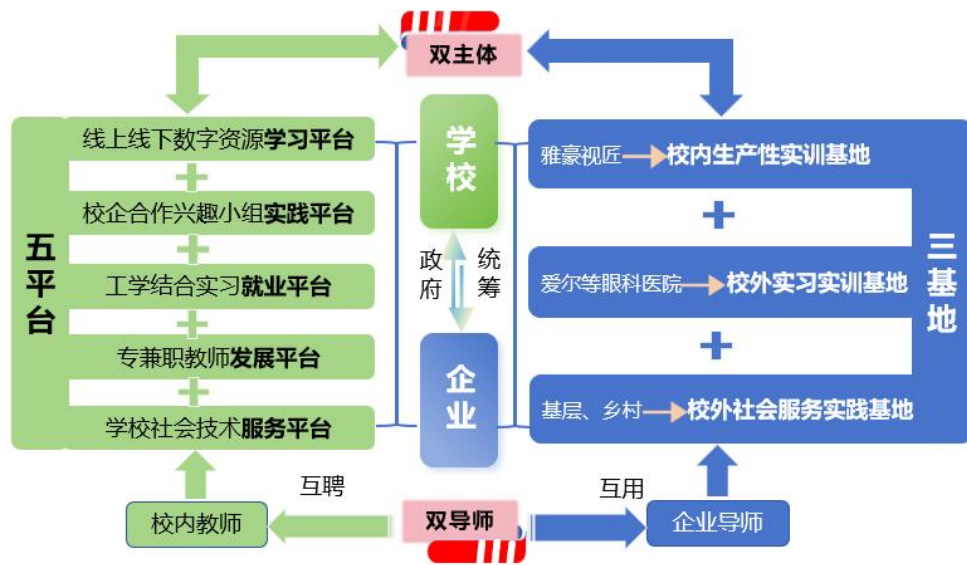 双主体
五平台
线上线下数字资源学习平台
校企合作兴趣小组实践平台
工学结合实习就业平台
专兼职教师发展平台
学校社会技术服务平台
学校
政府
统筹
企业
雅豪视匠
校内生产性实训基地
爱尔等眼科医院
校外实习实训基地
基层、乡村
校外社会服务实践基地
三基地
互聘
互用
校内教师
双导师
企业导师